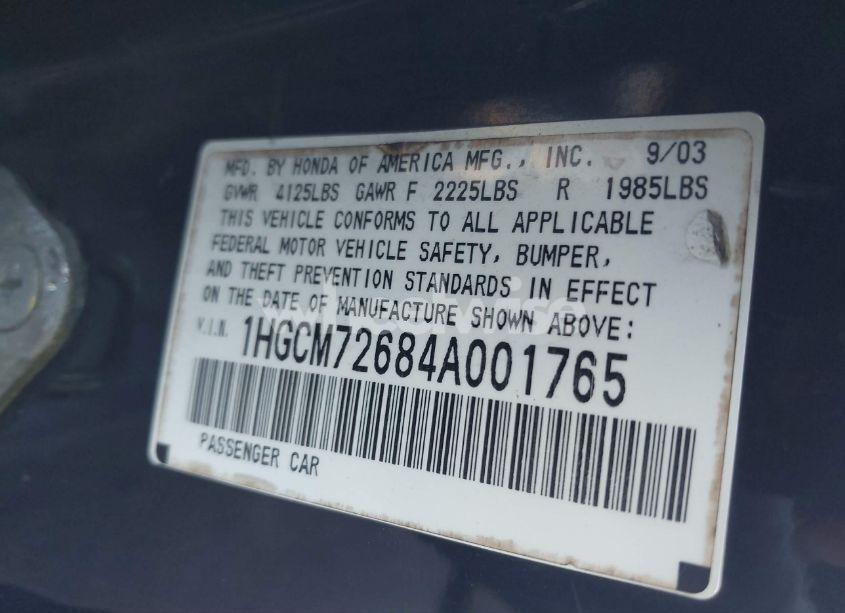 MFD. BY HONDA OF AMERICA MFG., INC. 9/03
GVWR 4125LBS GAWR F 2225LBS R 1985LBS
THIS VEHICLE CONFORMS TO ALL APPLICABLE
FEDERAL MOTOR VEHICLE SAFETY, BUMPER,
AND THEFT PREVENTION STANDARDS IN EFFECT
ON THE DATE OF MANUFACTURE SHOWN ABOVE:
V.I.N. 1HGCM72684A001765
PASSENGER CAR